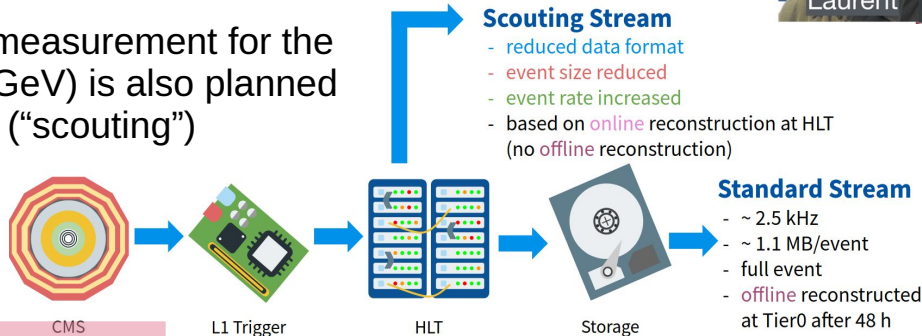 Laurent
measurement for the
GeV) is also planned
(“scouting”)
Scouting Stream
- reduced data format
- event size reduced
- event rate increased
- based on online reconstruction at HLT
(no offline reconstruction)
Standard Stream
- ~ 2.5 kHz
- ~ 1.1 MB/event
- full event
- offline reconstructed
at Tier0 after 48 h
CMS
L1 Trigger
HLT
Storage